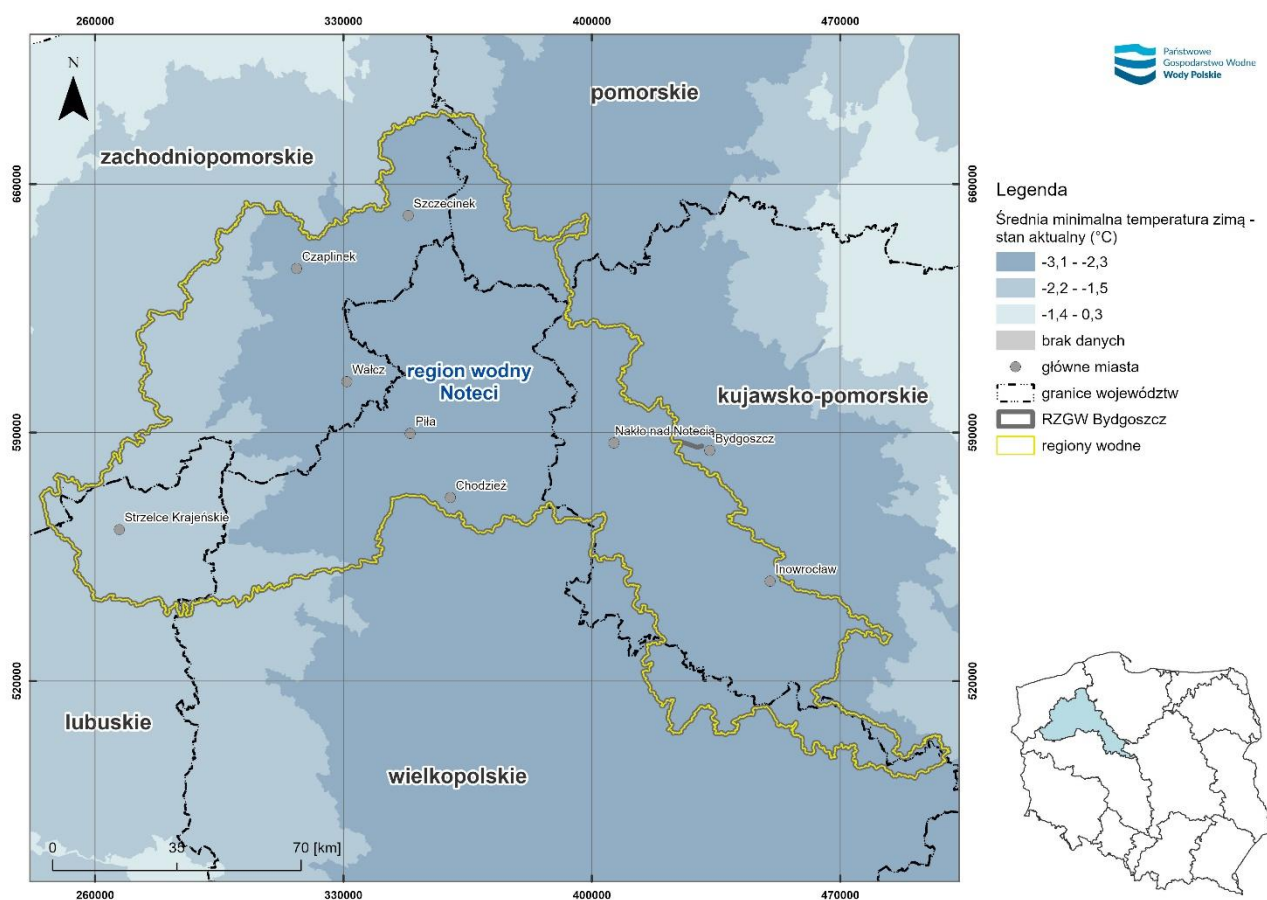 260000
330000
400000
470000
Państwowe
Gospodarstwo Wodne
Wody Polskie
N
pomorskie
zachodniopomorskie
660000
660000
Szczecinek
Czaplinek
Wałcz
region wodny
Noteci
kujawsko-pomorskie
590000
Piła
Nakło nad Notecią
Bydgoszcz
590000
Chodzież
Strzelce Krajeńskie
Inowrocław
520000
520000
lubuskie
wielkopolskie
0
35
70 [km]
260000
330000
400000
470000
Legenda
Średnia minimalna temperatura zimą -
stan aktualny (°C)
-3,1 - -2,3
-2,2 - -1,5
-1,4 - 0,3
brak danych
główne miasta
granice województw
RZGW Bydgoszcz
regiony wodne